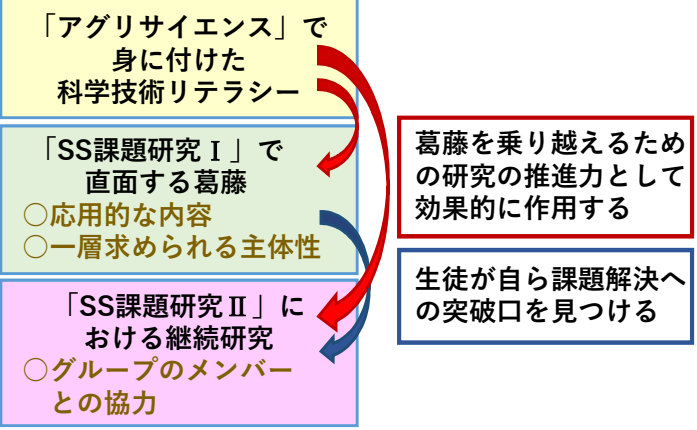 「アグリサイエンス」で
身に付けた
科学技術リテラシー
「SS課題研究Ⅰ」で
直面する葛藤
○応用的な内容
○一層求められる主体性
「SS課題研究Ⅱ」に
おける継続研究
○グループのメンバー
との協力
葛藤を乗り越えるため
の研究の推進力として
効果的に作用する
生徒が自ら課題解決へ
の突破口を見つける